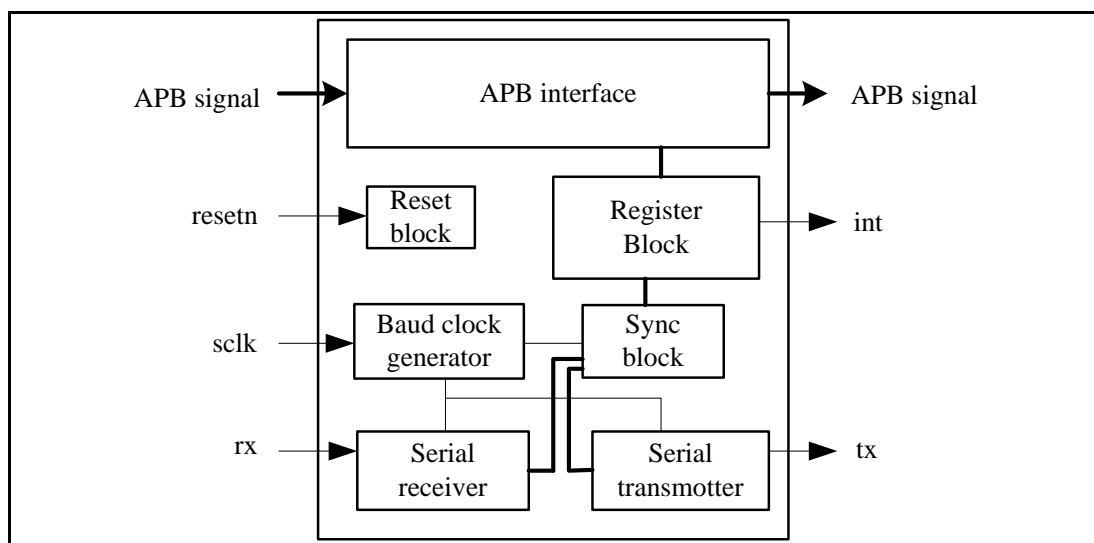 APB signal
APB interface
APB signal
resetn
Reset
block
Register
Block
int
sclk
Baud clock
generator
Sync
block
rx
Serial
receiver
Serial
transmotter
tx